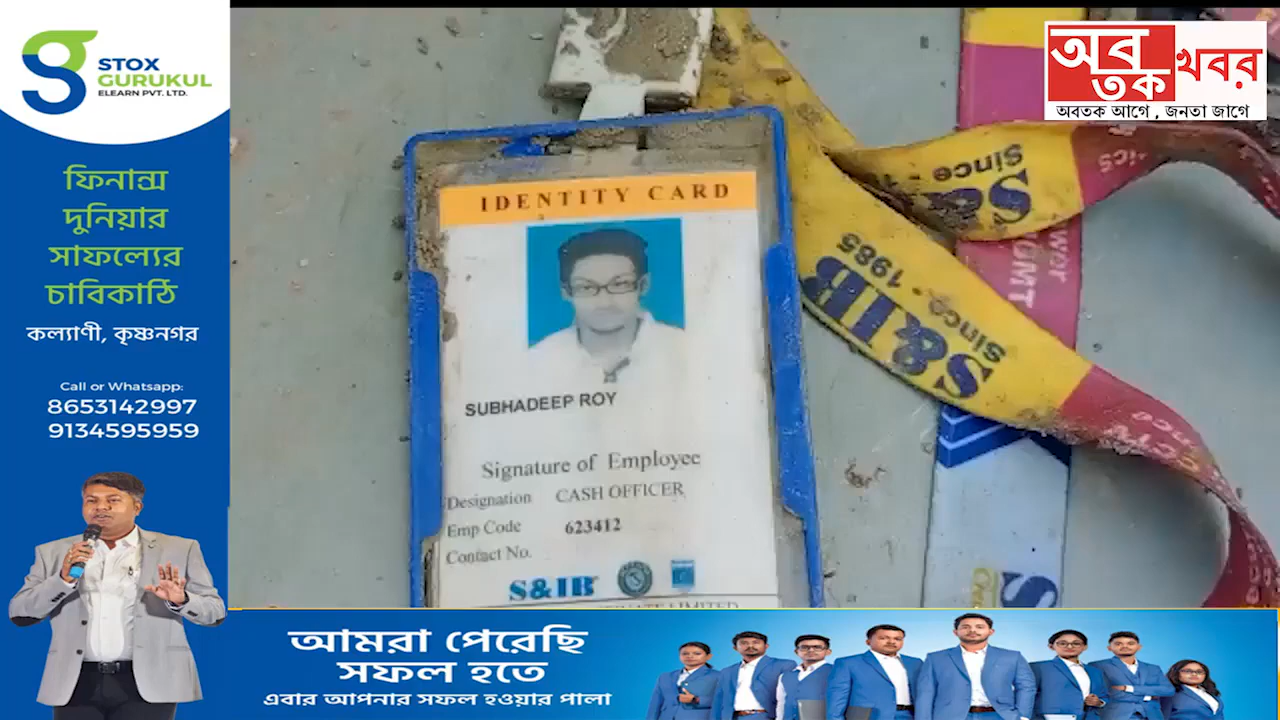 STOX
GURUKUL
ELEARN PVT. LTD.
ফিনান্স
দুনিয়ার
সাফল্যের
চাবিকাঠি
কল্যাণী, কৃষ্ণনগর
Call or Whatsapp:
8653142997
9134595959
অব
তক
খবর
অবতক আগে , জনতা জাগে
IDENTITY CARD
SUBHADEEP ROY
Signature of Employee
Designation CASH OFFICER
Emp Code 623412
Contact No.
S&IB
LIMITED
S&IB
Since - 1985
S&
Since -
আমরা পেরেছি
সফল হতে
এবার আপনার সফল হওয়ার পালা